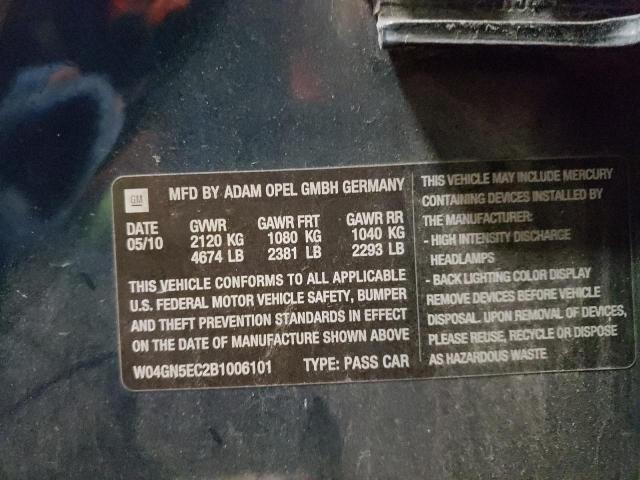 GM
MFD BY ADAM OPEL GMBH GERMANY
DATE GVWR GAWR FRT GAWR RR
05/10 2120 KG 1080 KG 1040 KG
4674 LB 2381 LB 2293 LB
THIS VEHICLE CONFORMS TO ALL APPLICABLE
U.S. FEDERAL MOTOR VEHICLE SAFETY, BUMPER
AND THEFT PREVENTION STANDARDS IN EFFECT
ON THE DATE OF MANUFACTURE SHOWN ABOVE
W04GN5EC2B1006101 TYPE: PASS CAR
THIS VEHICLE MAY INCLUDE MERCURY
CONTAINING DEVICES INSTALLED BY
THE MANUFACTURER:
- HIGH INTENSITY DISCHARGE
HEADLAMPS
- BACK LIGHTING COLOR DISPLAY
REMOVE DEVICES BEFORE VEHICLE
DISPOSAL. UPON REMOVAL OF DEVICES,
PLEASE REUSE, RECYCLE OR DISPOSE
AS HAZARDOUS WASTE